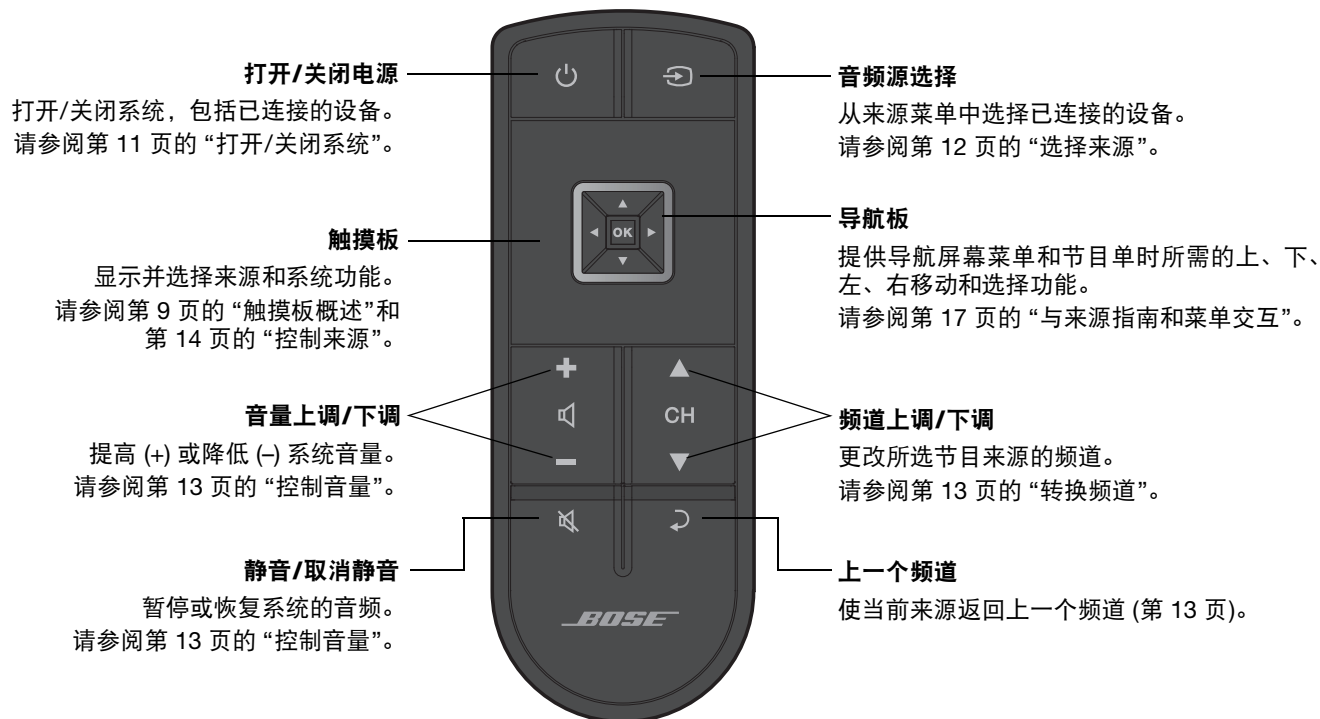 打开/关闭电源
打开/关闭系统，包括已连接的设备。
请参阅第 11 页的 “打开/关闭系统”。
触摸板
显示并选择来源和系统功能。
请参阅第 9 页的 “触摸板概述”和
第 14 页的 “控制来源”。
音量上调/下调
提高 (+) 或降低 (–) 系统音量。
请参阅第 13 页的 “控制音量”。
静音/取消静音
暂停或恢复系统的音频。
请参阅第 13 页的 “控制音量”。
OK
CH
BOSE
音频源选择
从来源菜单中选择已连接的设备。
请参阅第 12 页的 “选择来源”。
导航板
提供导航屏幕菜单和节目单时所需的上、下、
左、右移动和选择功能。
请参阅第 17 页的 “与来源指南和菜单交互”。
频道上调/下调
更改所选节目来源的频道。
请参阅第 13 页的 “转换频道”。
上一个频道
使当前来源返回上一个频道 (第 13 页)。